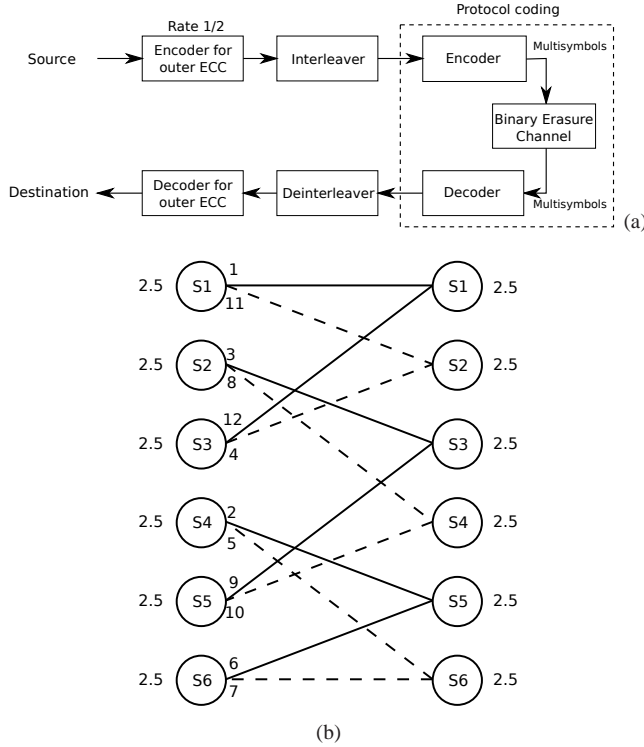 Protocol coding
Rate 1/2
Source
Encoder for
outer ECC
Interleaver
Encoder
Multisymbols
Binary Erasure
Channel
Destination
Decoder for
outer ECC
Deinterleaver
Decoder
Multisymbols
(a)
2.5 S1 1 11 S1 2.5
2.5 S2 3 8 S2 2.5
2.5 S3 12 4 S3 2.5
2.5 S4 2 5 S4 2.5
2.5 S5 9 10 S5 2.5
2.5 S6 6 7 S6 2.5
(b)